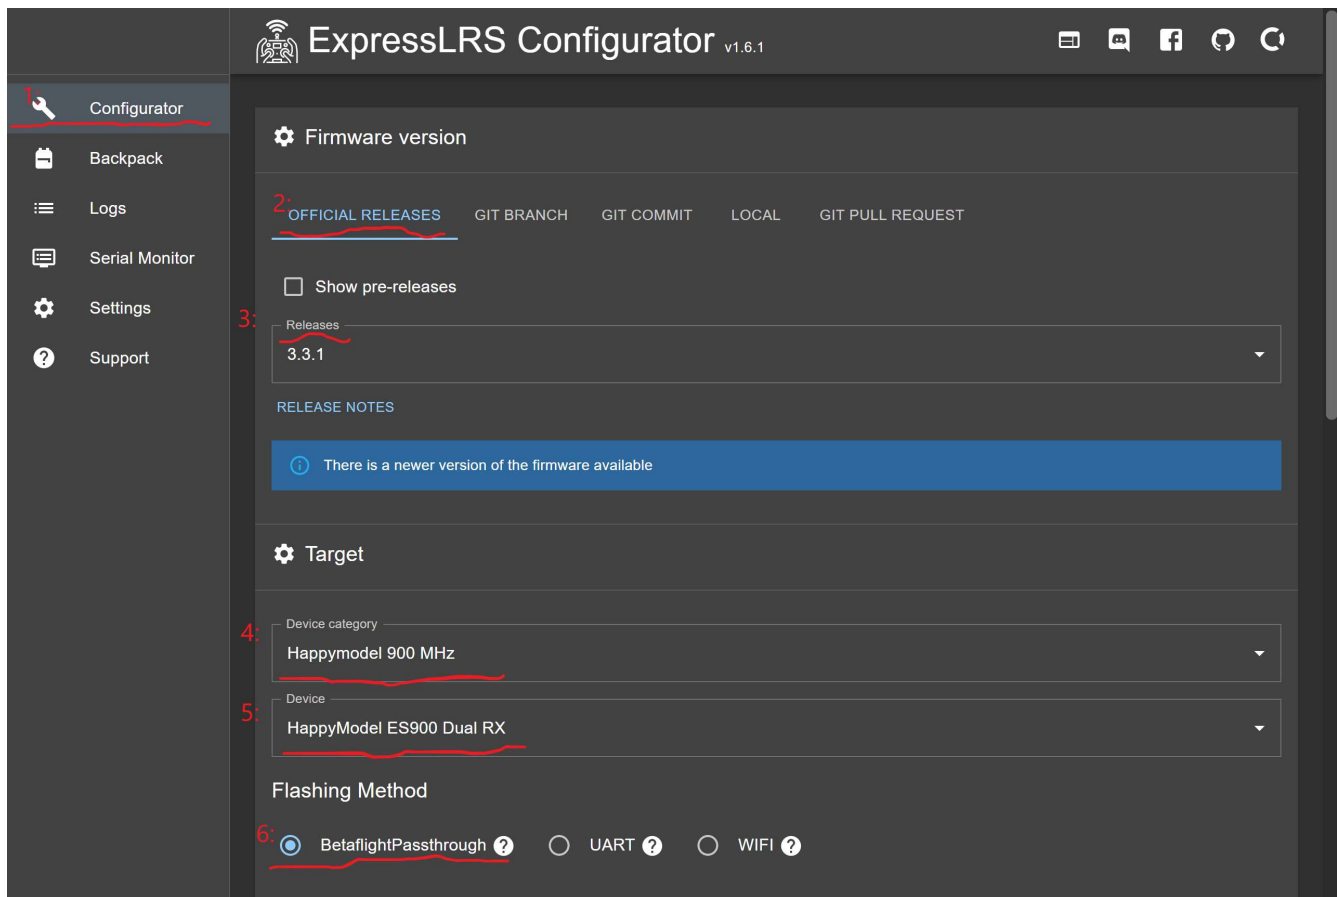 ExpressLRS Configurator v1.6.1
1:
Configurator
Backpack
Logs
Serial Monitor
Settings
Support
Firmware version
2:
OFFICIAL RELEASES GIT BRANCH GIT COMMIT LOCAL GIT PULL REQUEST
Show pre-releases
3:
Releases
3.3.1
RELEASE NOTES
There is a newer version of the firmware available
Target
4:
Device category
Happymodel 900 MHz
5:
Device
HappyModel ES900 Dual RX
Flashing Method
6:
BetaflightPassthrough ? UART ? WIFI ?